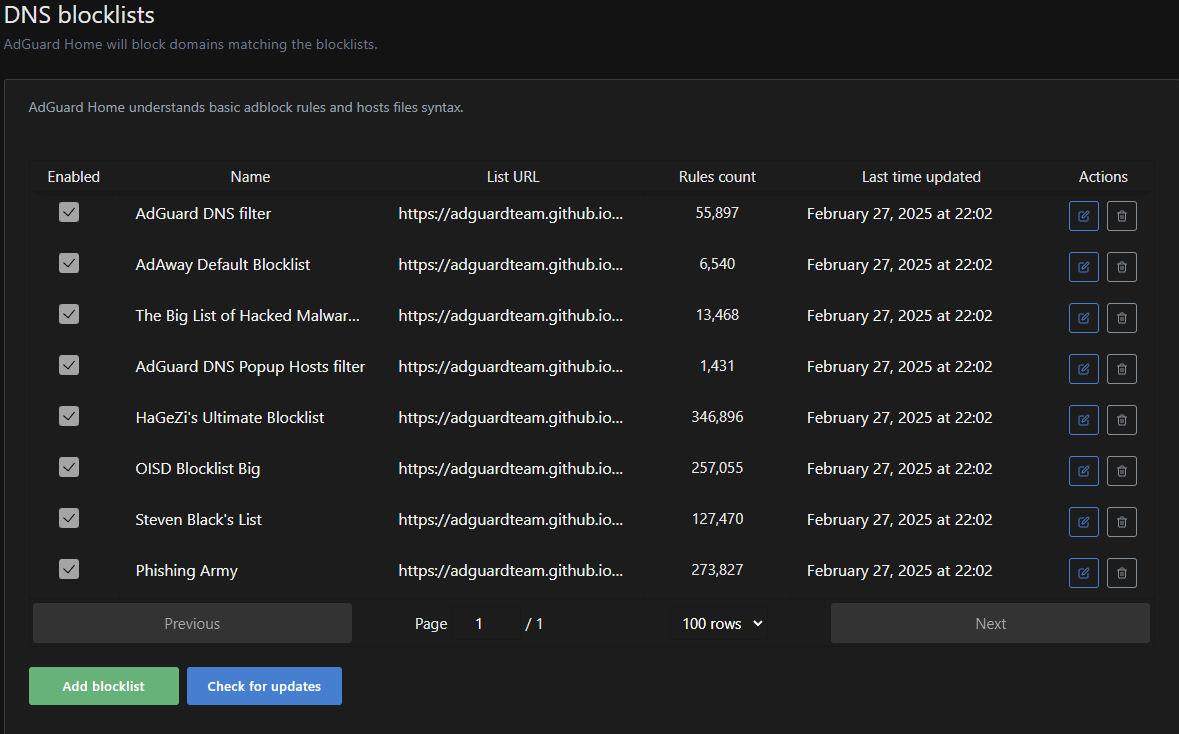 DNS blocklists
AdGuard Home will block domains matching the blocklists.
AdGuard Home understands basic adblock rules and hosts files syntax.
Enabled Name List URL Rules count Last time updated Actions
AdGuard DNS filter https://adguardteam.github.io... 55,897 February 27, 2025 at 22:02
AdAway Default Blocklist https://adguardteam.github.io... 6,540 February 27, 2025 at 22:02
The Big List of Hacked Malwar... https://adguardteam.github.io... 13,468 February 27, 2025 at 22:02
AdGuard DNS Popup Hosts filter https://adguardteam.github.io... 1,431 February 27, 2025 at 22:02
HaGeZi's Ultimate Blocklist https://adguardteam.github.io... 346,896 February 27, 2025 at 22:02
OISD Blocklist Big https://adguardteam.github.io... 257,055 February 27, 2025 at 22:02
Steven Black's List https://adguardteam.github.io... 127,470 February 27, 2025 at 22:02
Phishing Army https://adguardteam.github.io... 273,827 February 27, 2025 at 22:02
Previous Page 1 / 1 100 rows Next
Add blocklist Check for updates